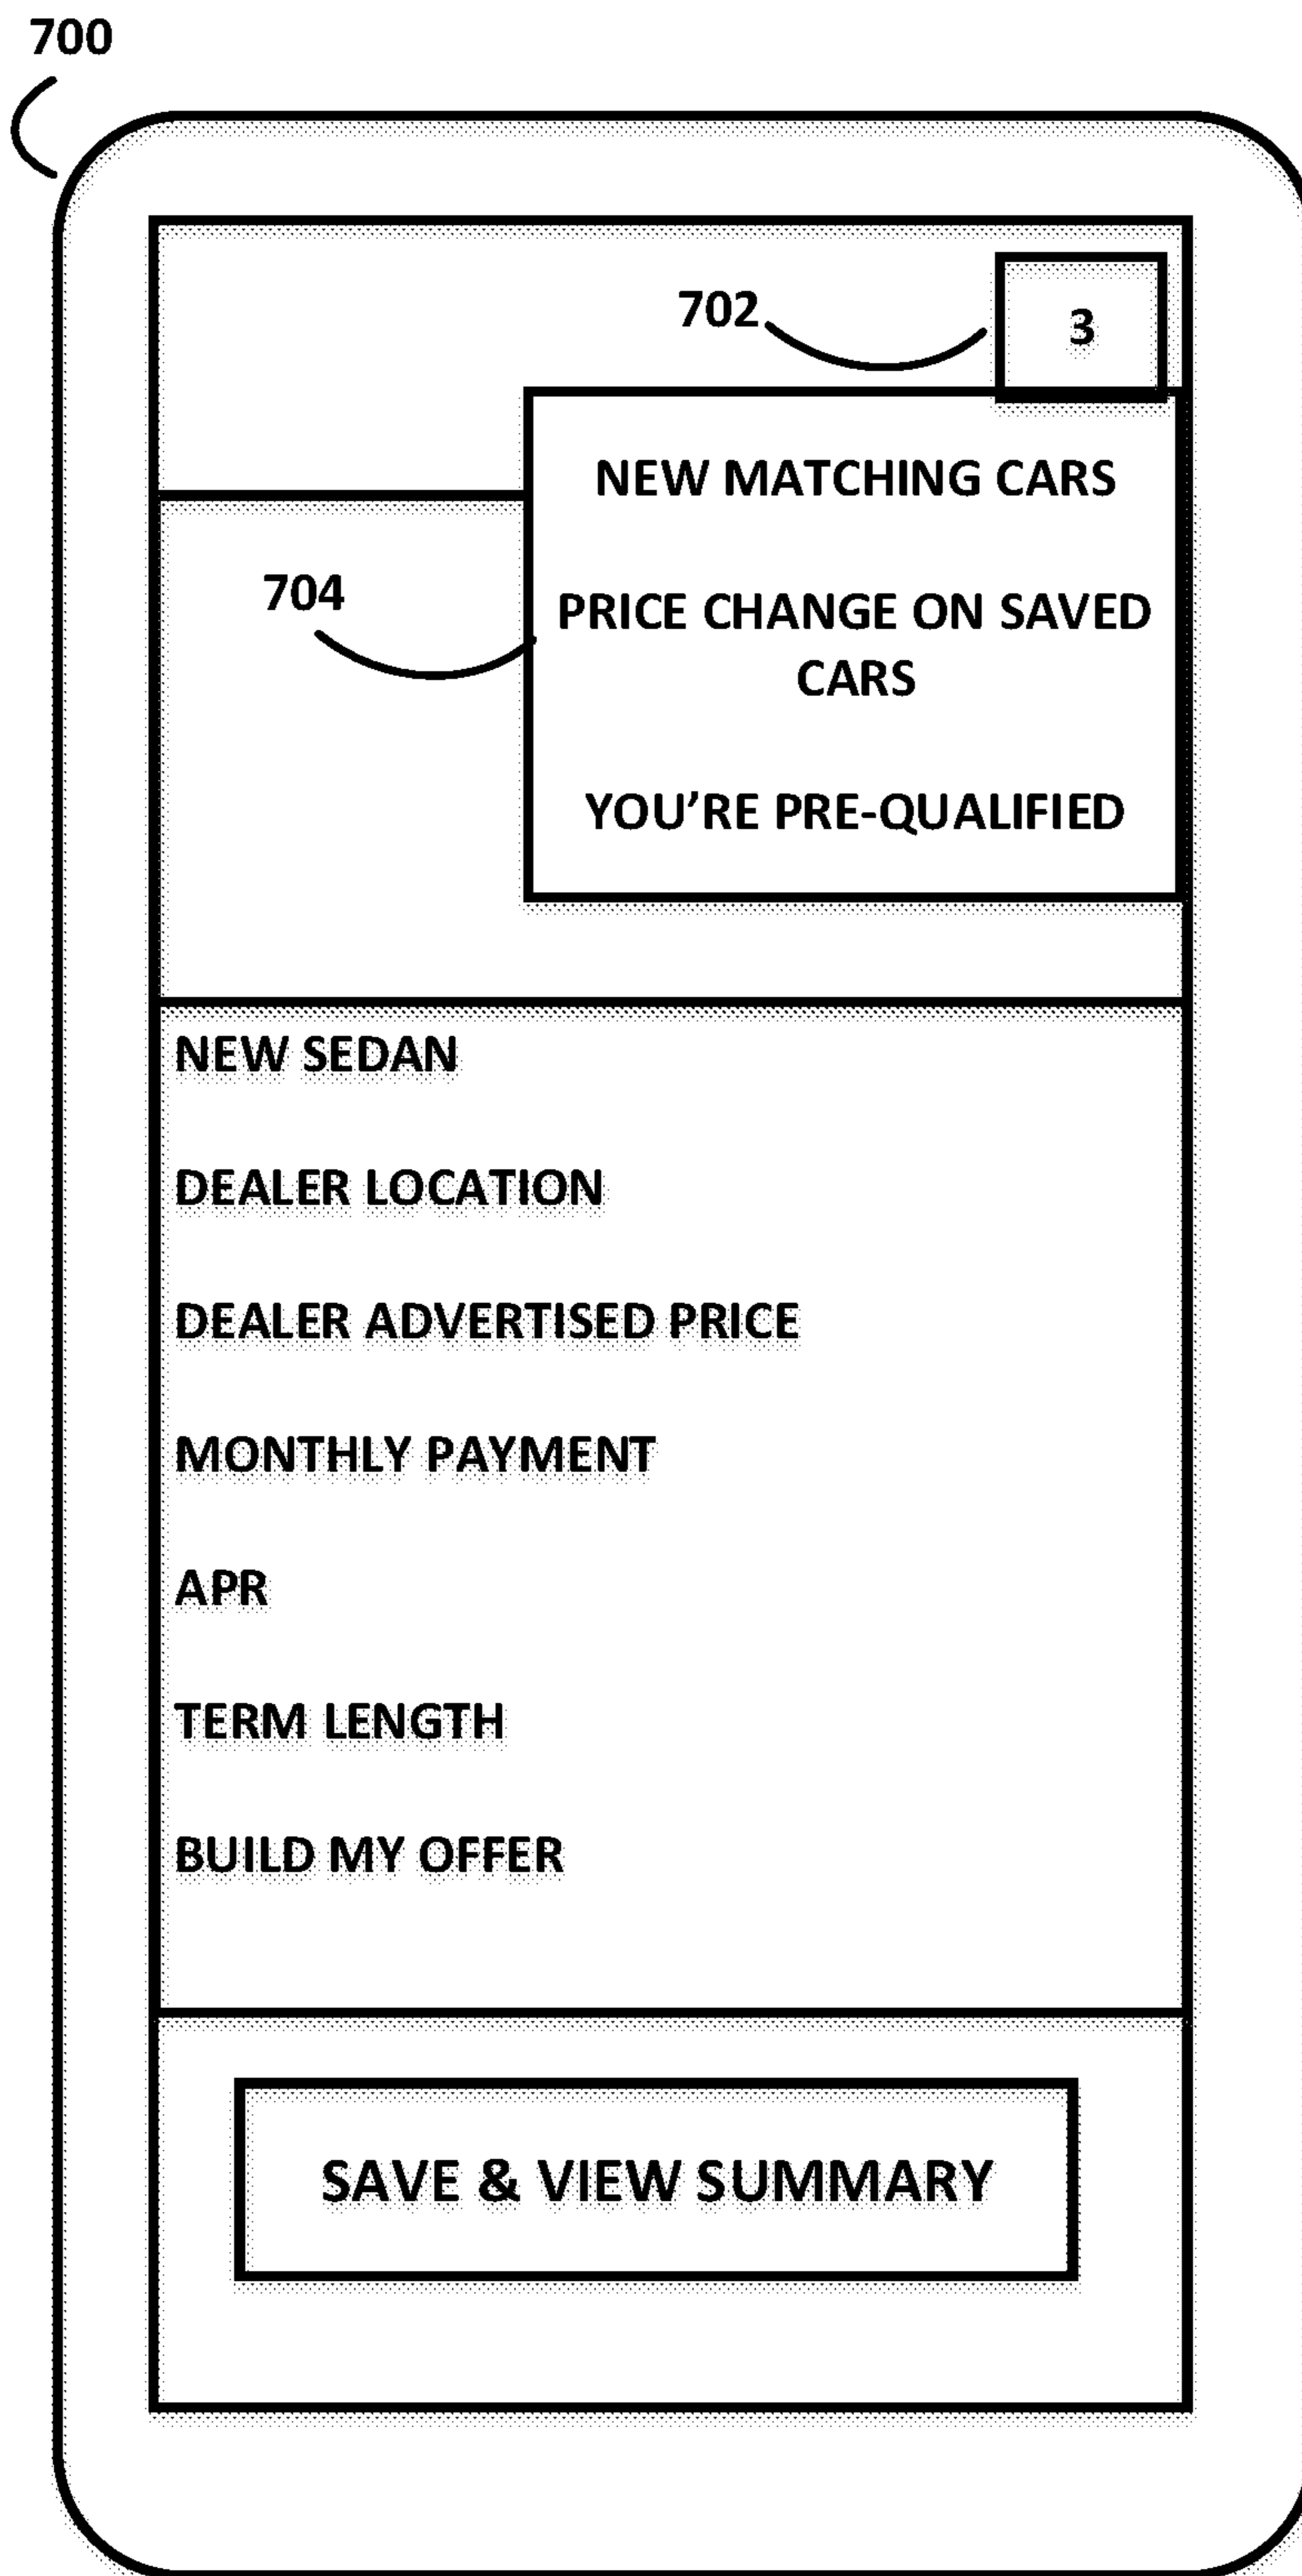 700
702
3
NEW MATCHING CARS
704
PRICE CHANGE ON SAVED
CARS
YOU’RE PRE-QUALIFIED
NEW SEDAN
DEALER LOCATION
DEALER ADVERTISED PRICE
MONTHLY PAYMENT
APR
TERM LENGTH
BUILD MY OFFER
SAVE & VIEW SUMMARY